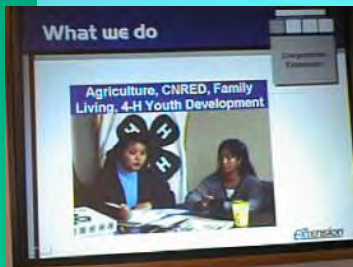 What we do
Cooperative
Extension
Agriculture, CNRED, Family
Living, 4-H Youth Development
H
H
H
H
Extension